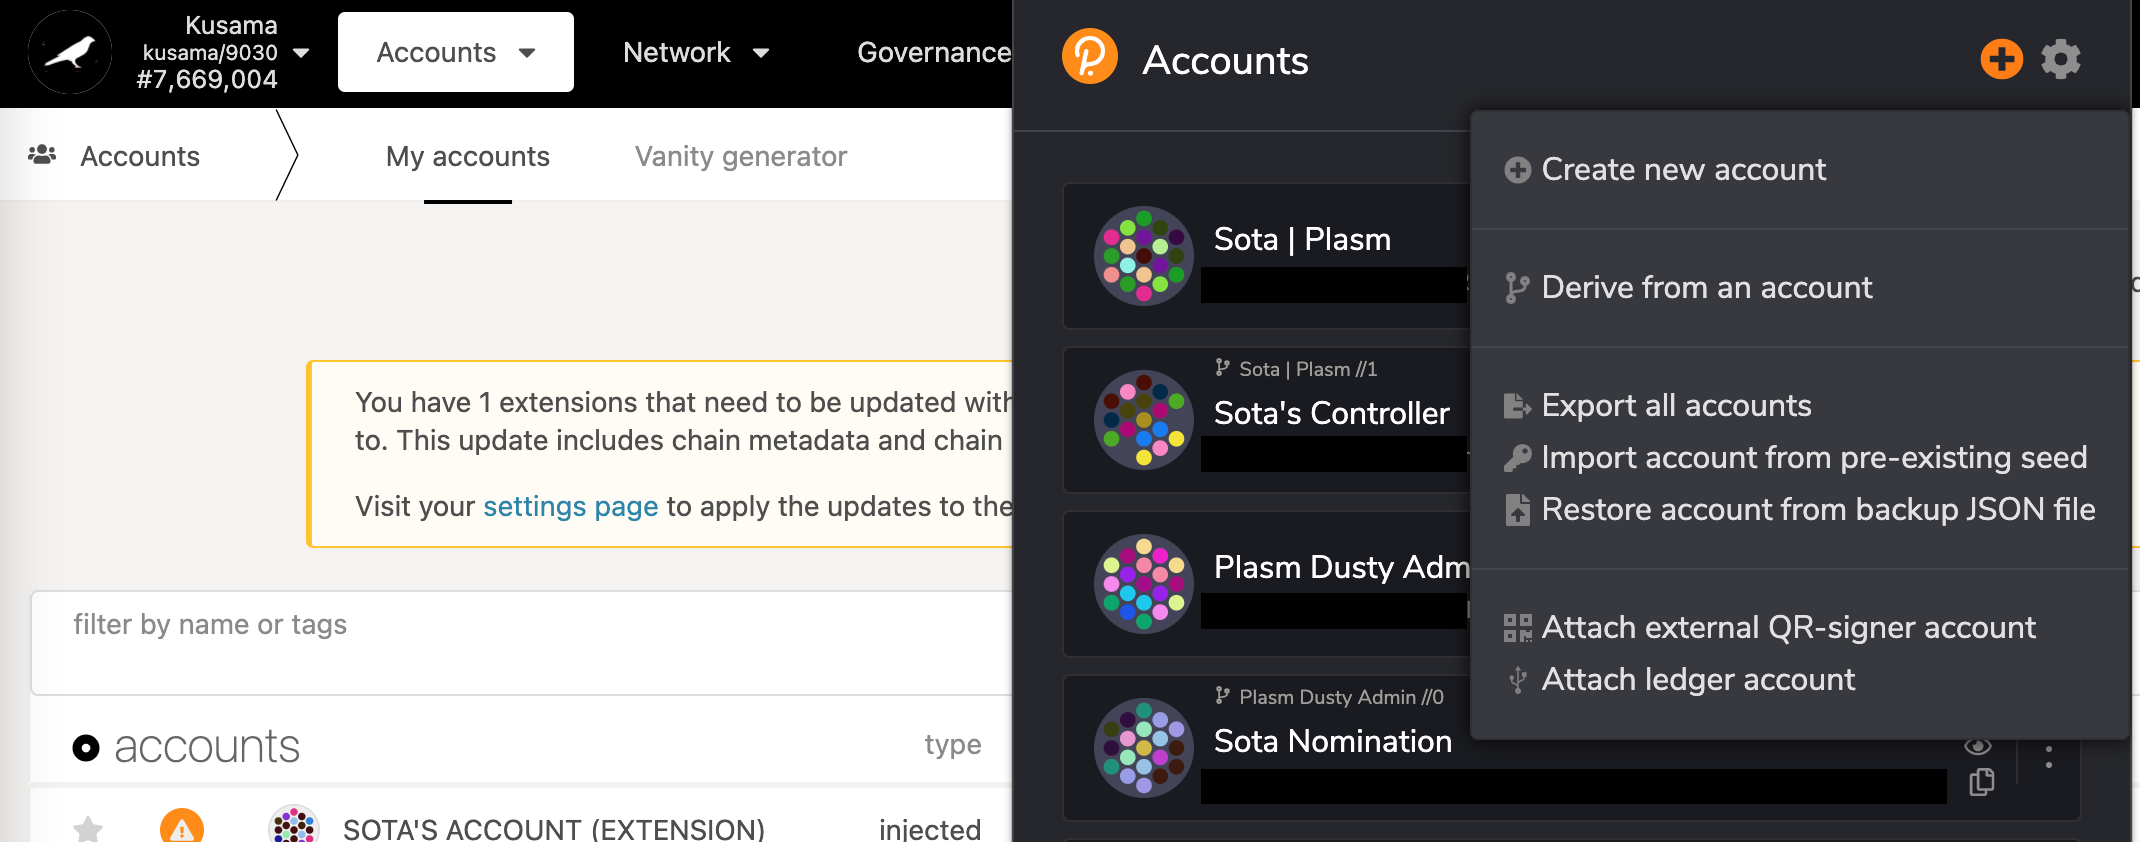 Kusama
kusama/9030
#7,669,004
Accounts
Network
Governance
Accounts
My accounts
Vanity generator
You have 1 extensions that need to be updated with
to. This update includes chain metadata and chain
Visit your settings page to apply the updates to the
filter by name or tags
accounts
type
SOTA'S ACCOUNT (EXTENSION)
injected
Accounts
Sota | Plasm
Sota | Plasm //1
Sota's Controller
Plasm Dusty Adm
Plasm Dusty Admin //0
Sota Nomination
Create new account
Derive from an account
Export all accounts
Import account from pre-existing seed
Restore account from backup JSON file
Attach external QR-signer account
Attach ledger account